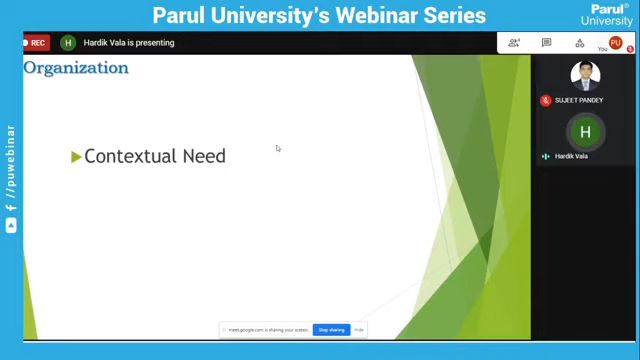 Parul University's Webinar Series
Parul®
University
REC
H
Hardik Vala is presenting
You
PU
Organization
Contextual Need
SUJEET PANDEY
H
Hardik Vala
meet.google.com is sharing your screen.
Stop sharing
Hide
/puwebinar